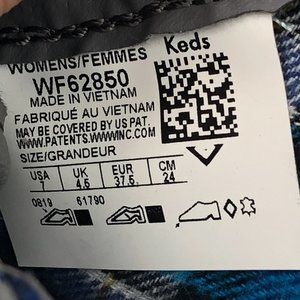 WOMENS/FEMMES
Keds
WF62850
MADE IN VIETNAM
FABRIQUÉ AU VIETNAM
MAY BE COVERED BY US PAT.
WWW.PATENTS.WWWINC.COM
SIZE/GRANDEUR
USA UK EUR CM
7 4.5 37.5 24
0819 61790